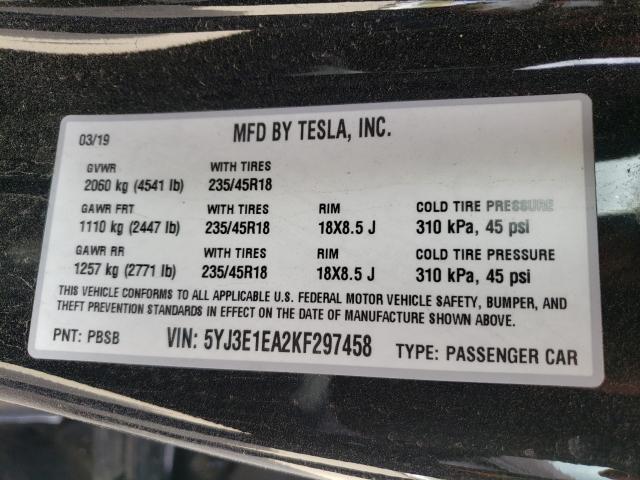 03/19 MFD BY TESLA, INC.
GVWR WITH TIRES
2060 kg (4541 lb) 235/45R18
GAWR FRT WITH TIRES RIM COLD TIRE PRESSURE
1110 kg (2447 lb) 235/45R18 18X8.5 J 310 kPa, 45 psi
GAWR RR WITH TIRES RIM COLD TIRE PRESSURE
1257 kg (2771 lb) 235/45R18 18X8.5 J 310 kPa, 45 psi
THIS VEHICLE CONFORMS TO ALL APPLICABLE U.S. FEDERAL MOTOR VEHICLE SAFETY, BUMPER, AND
THEFT PREVENTION STANDARDS IN EFFECT ON THE DATE OF MANUFACTURE SHOWN ABOVE.
PNT: PBSB VIN: 5YJ3E1EA2KF297458 TYPE: PASSENGER CAR